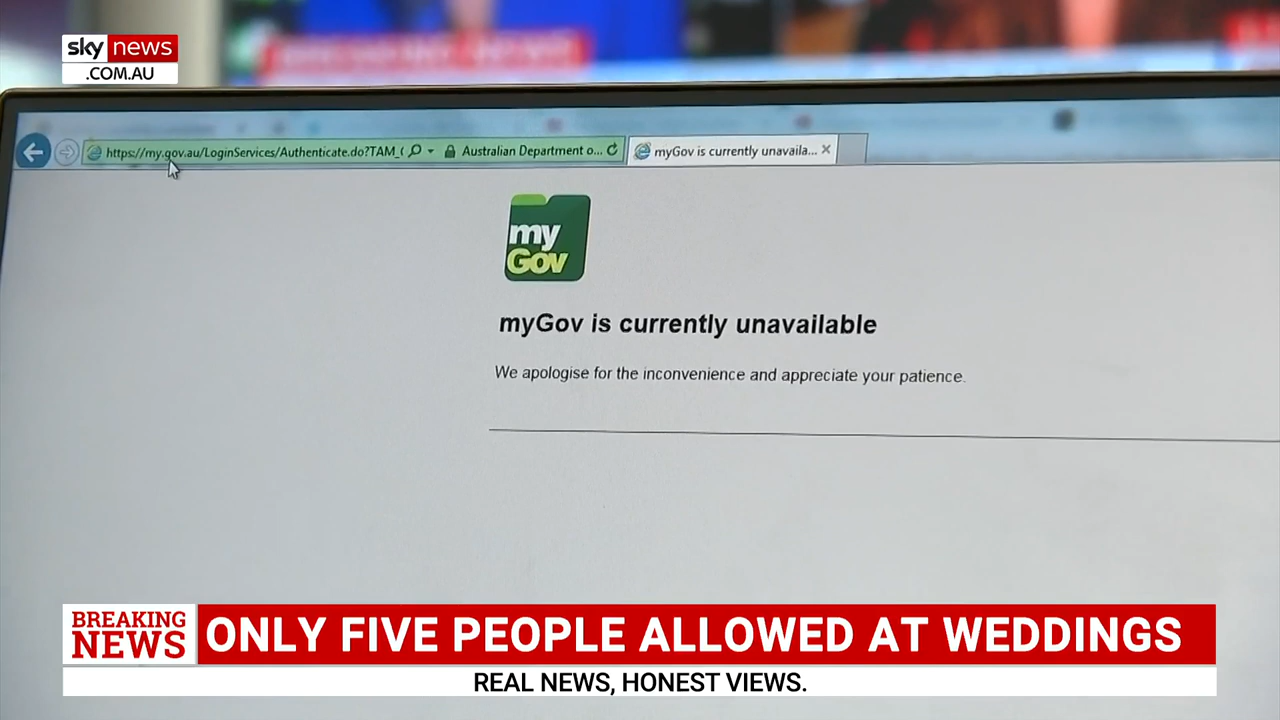 sky news
.COM.AU
https://my.gov.au/LoginServices/Authenticate.do?TAM_
Australian Department o...
myGov is currently unavaila...
my
Gov
myGov is currently unavailable
We apologise for the inconvenience and appreciate your patience.
BREAKING
NEWS
ONLY FIVE PEOPLE ALLOWED AT WEDDINGS
REAL NEWS, HONEST VIEWS.